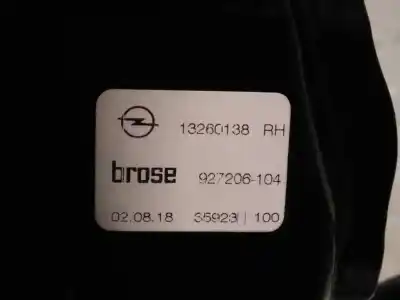 13260138 RH
brose 927206-104
02.08.18 35923 100